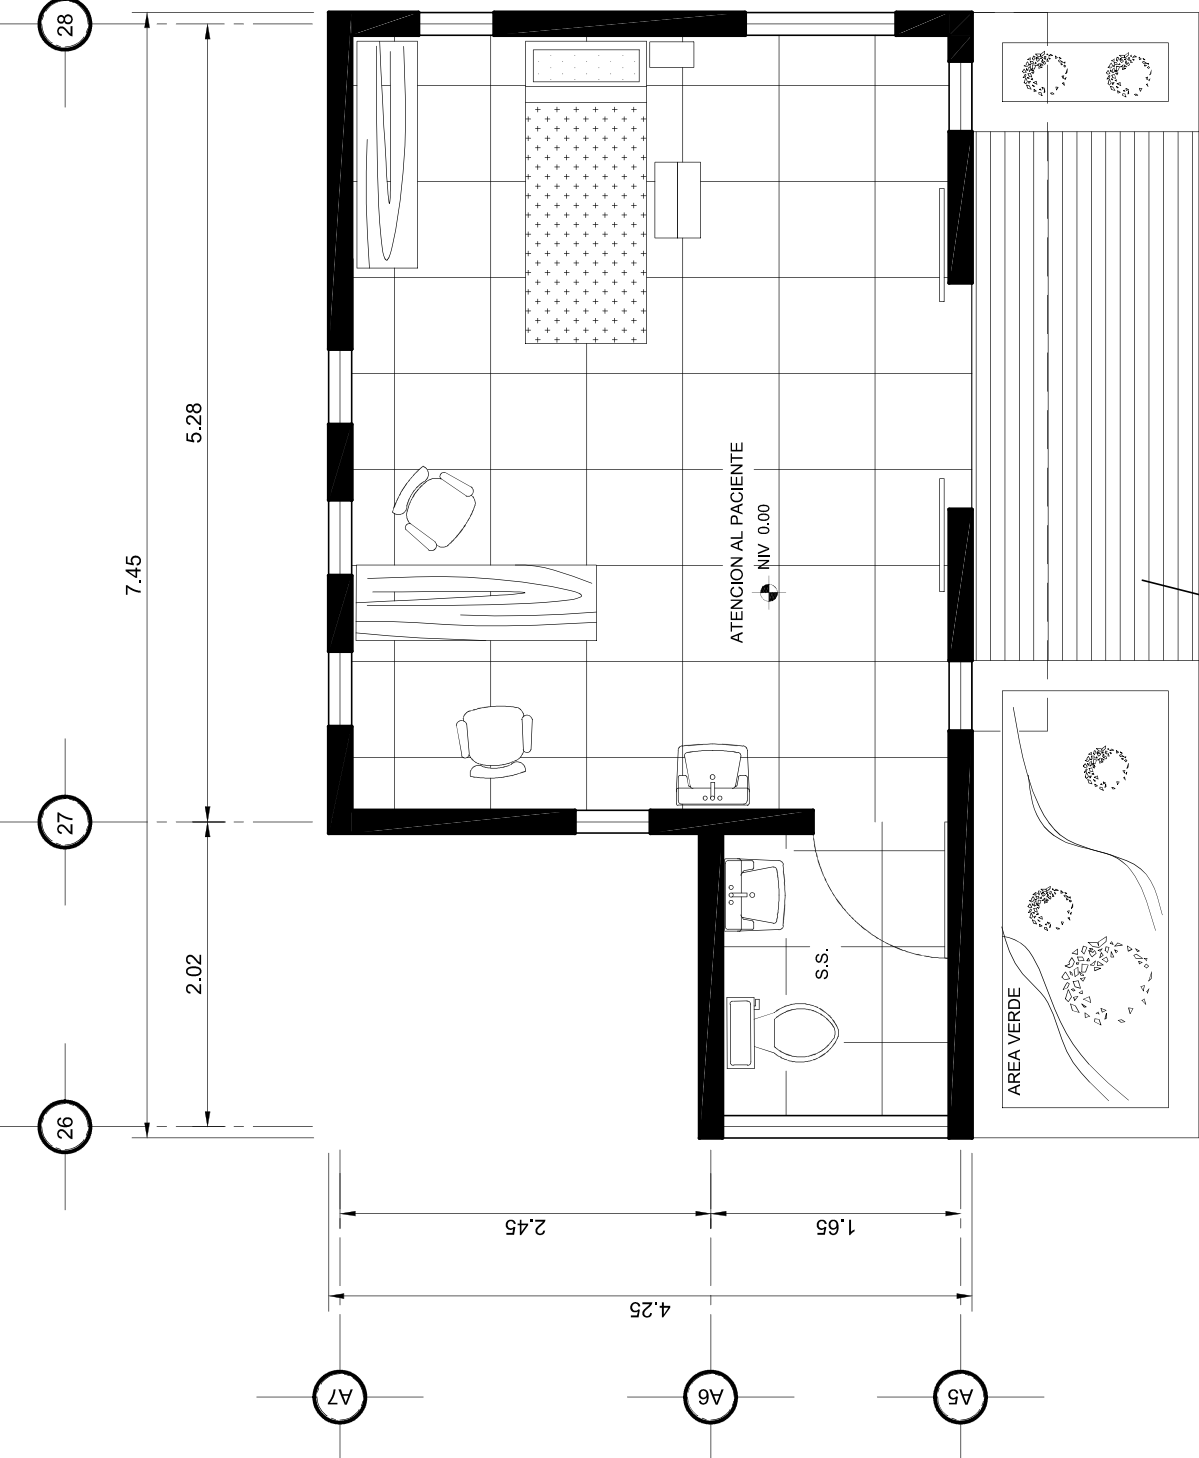 28
5.28
7.45
27
2.02
26
ATENCION AL PACIENTE
NIV 0.00
S.S.
AREA VERDE
2.45
1.65
4.25
A7
A6
A5